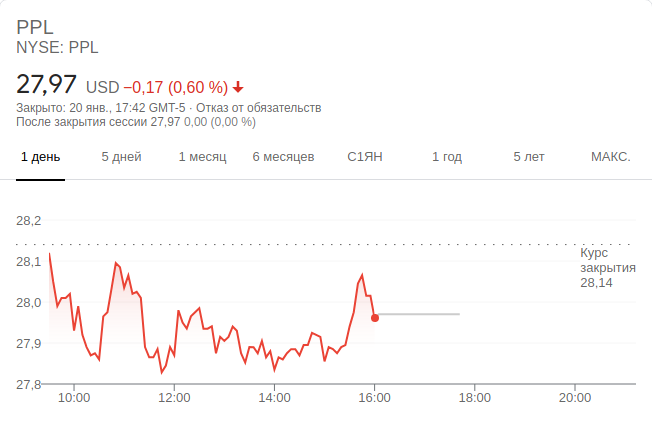 PPL
NYSE: PPL
27,97 USD −0,17 (0,60 %)
Закрыто: 20 янв., 17:42 GMT-5 · Отказ от обязательств
После закрытия сессии 27,97 0,00 (0,00 %)
1 день 5 дней 1 месяц 6 месяцев С1ЯН 1 год 5 лет МАКС.
28,2
28,1
28,0
27,9
27,8
Курс
закрытия
28,14
10:00 12:00 14:00 16:00 18:00 20:00